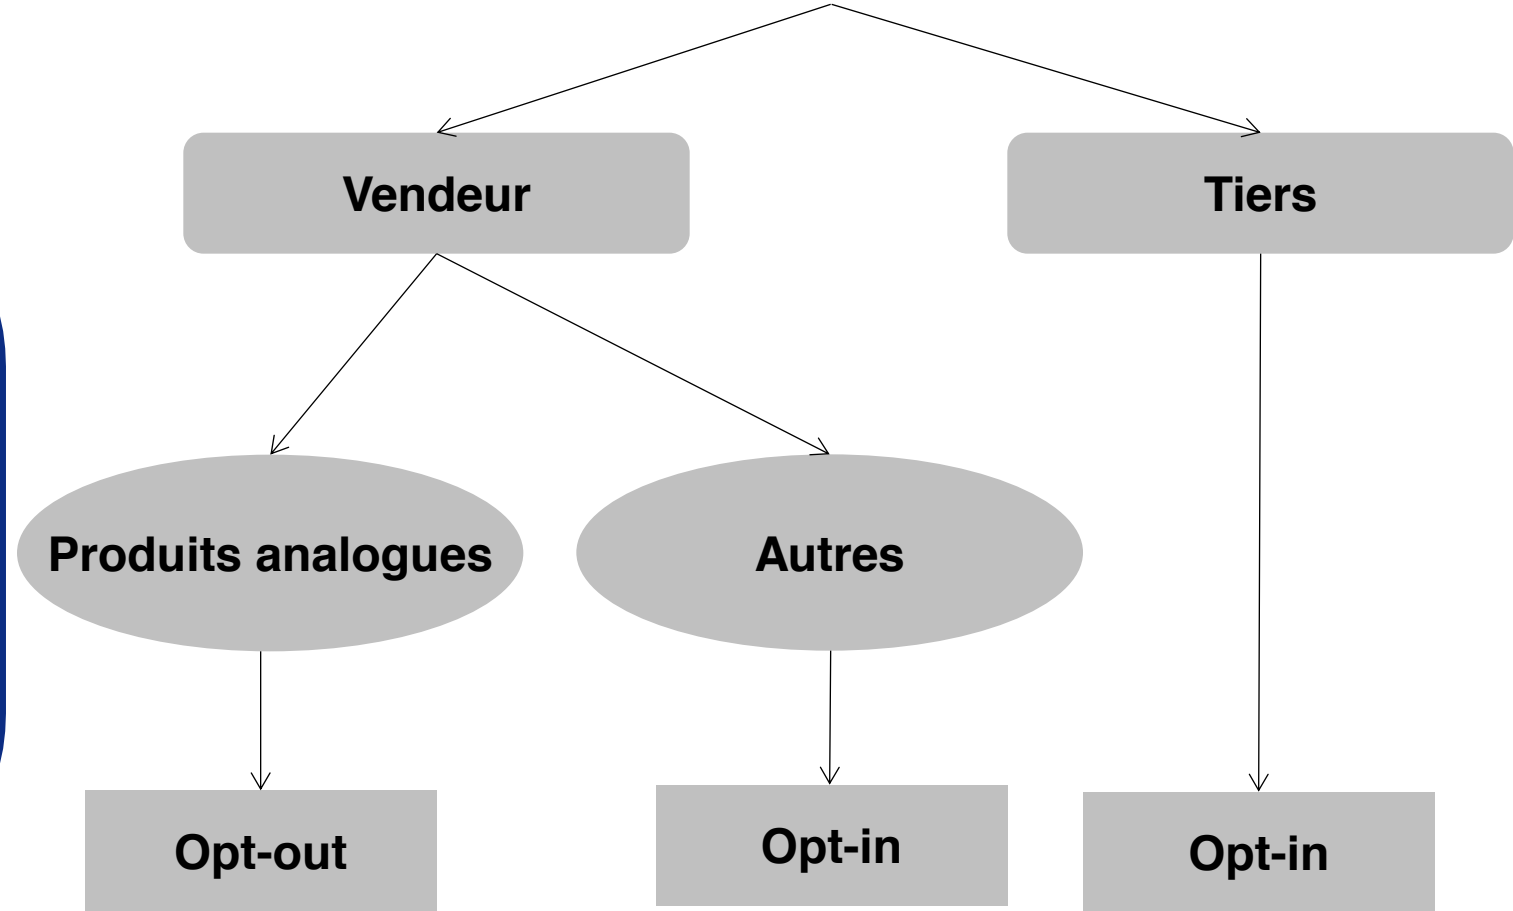 Vendeur
Tiers
Produits analogues
Autres
Opt-out
Opt-in
Opt-in